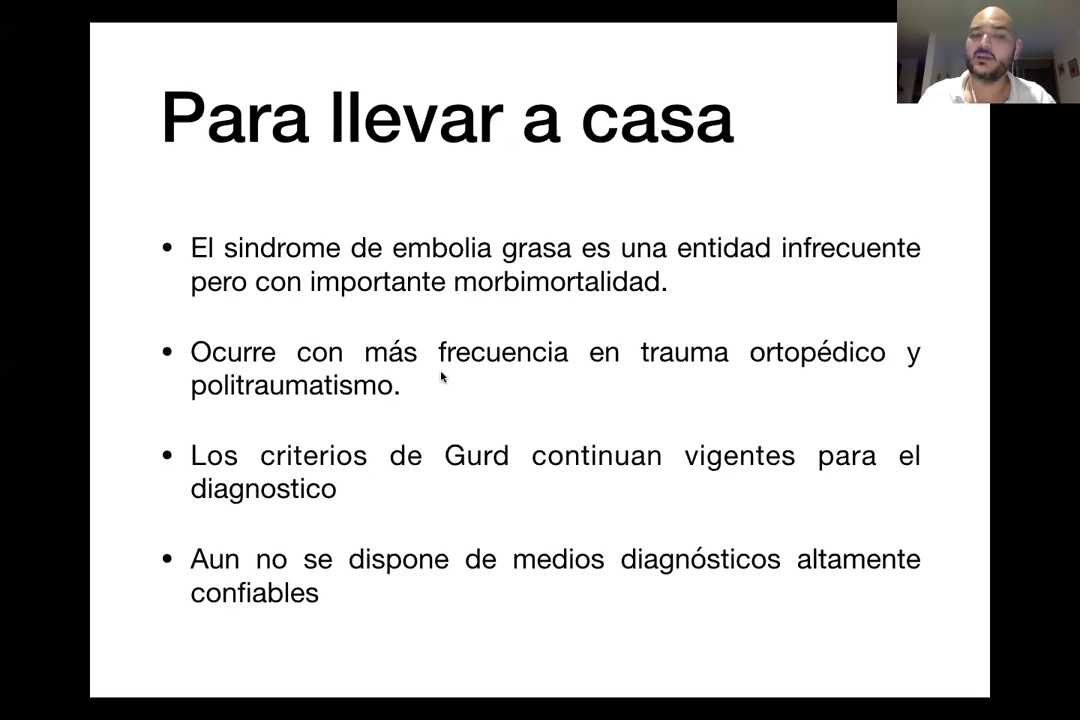 Para llevar a casa
• El sindrome de embolia grasa es una entidad infrecuente
pero con importante morbimortalidad.
• Ocurre con más frecuencia en trauma ortopédico y
politraumatismo.
• Los criterios de Gurd continuan vigentes para el
diagnostico
• Aun no se dispone de medios diagnósticos altamente
confiables